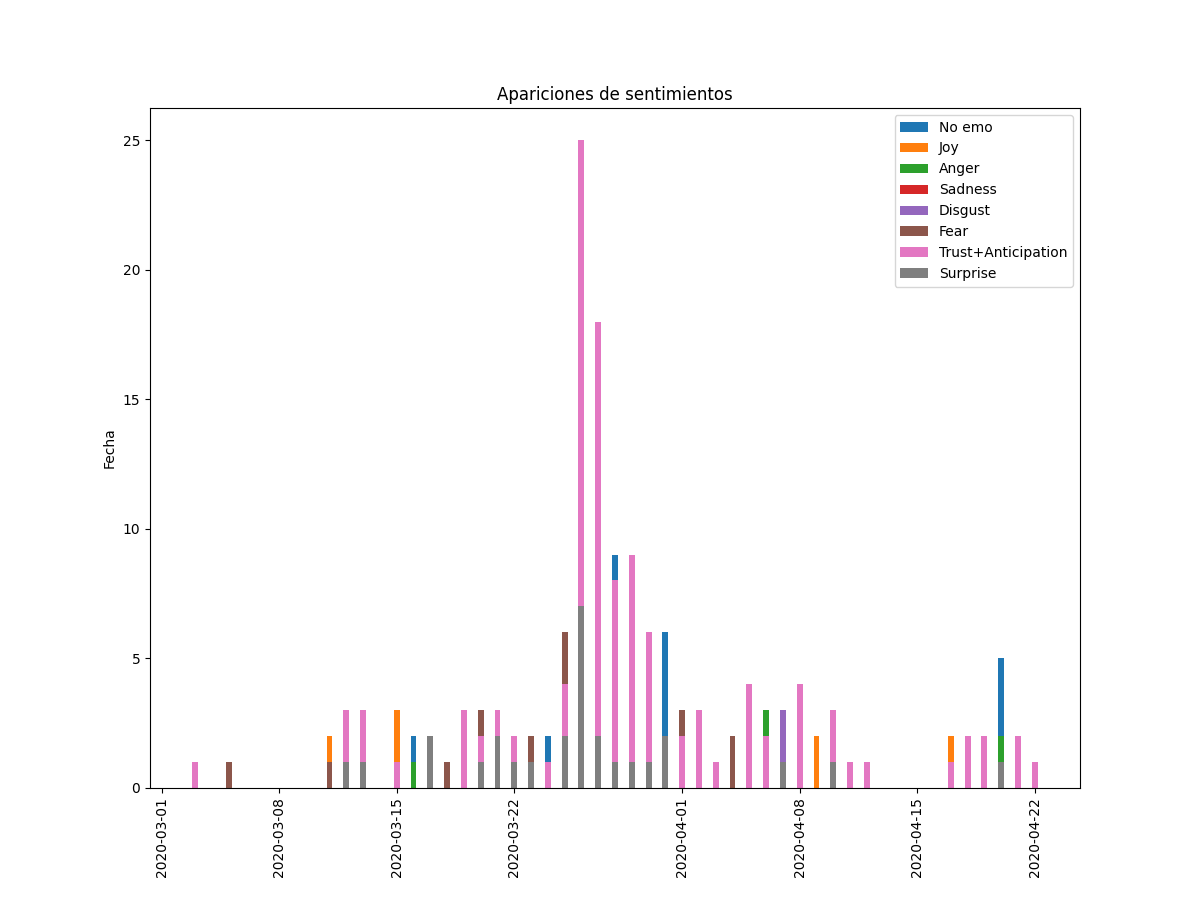 Apariciones de sentimientos
No emo
Joy
Anger
Sadness
Disgust
Fear
Trust+Anticipation
Surprise
Fecha
25
20
15
10
5
0
2020-03-01
2020-03-08
2020-03-15
2020-03-22
2020-04-01
2020-04-08
2020-04-15
2020-04-22